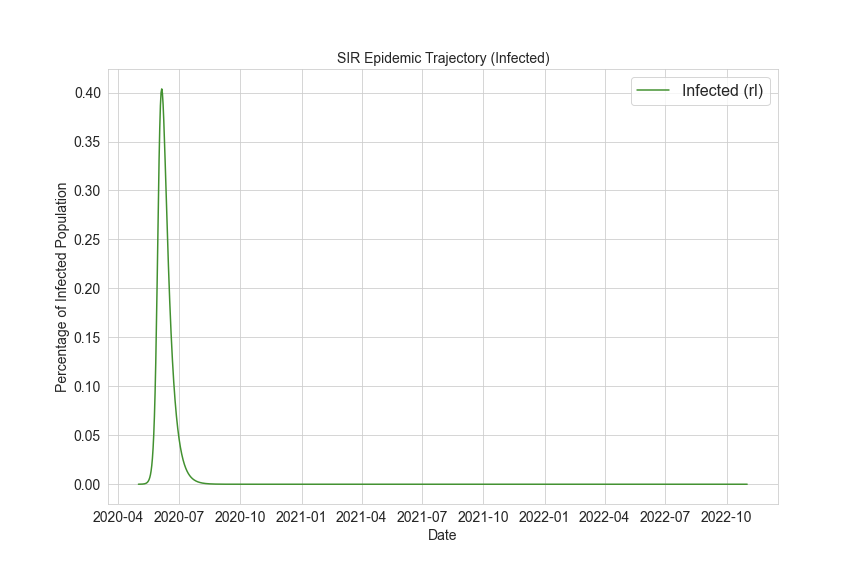 SIR Epidemic Trajectory (Infected)
Infected (rl)
Percentage of Infected Population
0.40
0.35
0.30
0.25
0.20
0.15
0.10
0.05
0.00
2020-04 2020-07 2020-10 2021-01 2021-04 2021-07 2021-10 2022-01 2022-04 2022-07 2022-10
Date